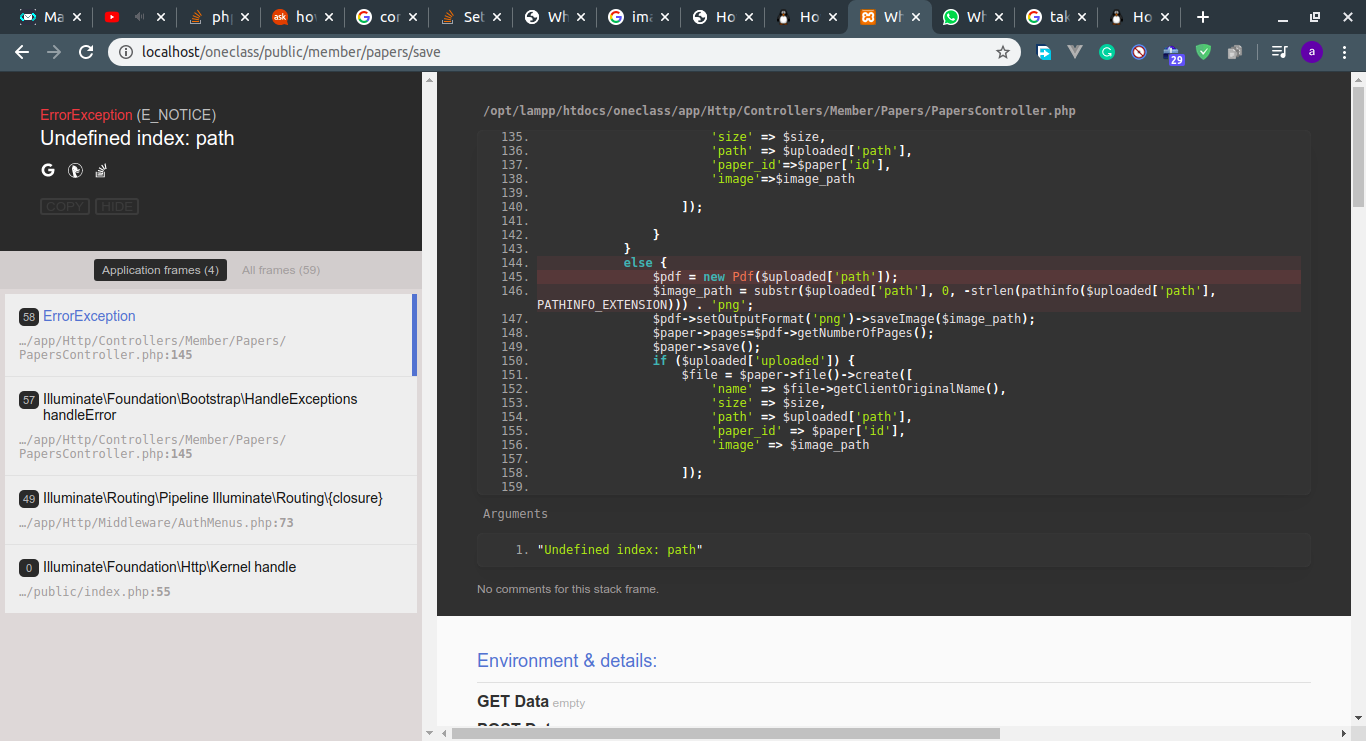 Ma
php
ask
hov
cor
Set
Wh
ima
Ho
Ho
Wh
Wh
tak
Ho
localhost/oneclass/public/member/papers/save
29
a
ErrorException (E_NOTICE)
Undefined index: path
COPY HIDE
Application frames (4) All frames (59)
58 ErrorException
…/app/Http/Controllers/Member/Papers/
PapersController.php:145
57 Illuminate\Foundation\Bootstrap\HandleExceptions
handleError
…/app/Http/Controllers/Member/Papers/
PapersController.php:145
49 Illuminate\Routing\Pipeline Illuminate\Routing\{closure}
…/app/Http/Middleware/AuthMenus.php:73
0 Illuminate\Foundation\Http\Kernel handle
…/public/index.php:55
/opt/lampp/htdocs/oneclass/app/Http/Controllers/Member/Papers/PapersController.php
135. 'size' => $size,
136. 'path' => $uploaded['path'],
137. 'paper_id'=>$paper['id'],
138. 'image'=>$image_path
139.
140. ]);
141.
142. }
143. }
144. else {
145. $pdf = new Pdf($uploaded['path']);
146. $image_path = substr($uploaded['path'], 0, -strlen(pathinfo($uploaded['path'],
PATHINFO_EXTENSION))) . 'png';
147. $pdf->setOutputFormat('png')->saveImage($image_path);
148. $paper->pages=$pdf->getNumberOfPages();
149. $paper->save();
150. if ($uploaded['uploaded']) {
151. $file = $paper->file()->create([
152. 'name' => $file->getClientOriginalName(),
153. 'size' => $size,
154. 'path' => $uploaded['path'],
155. 'paper_id' => $paper['id'],
156. 'image' => $image_path
157.
158. ]);
159.
Arguments
1. "Undefined index: path"
No comments for this stack frame.
Environment & details:
GET Data empty